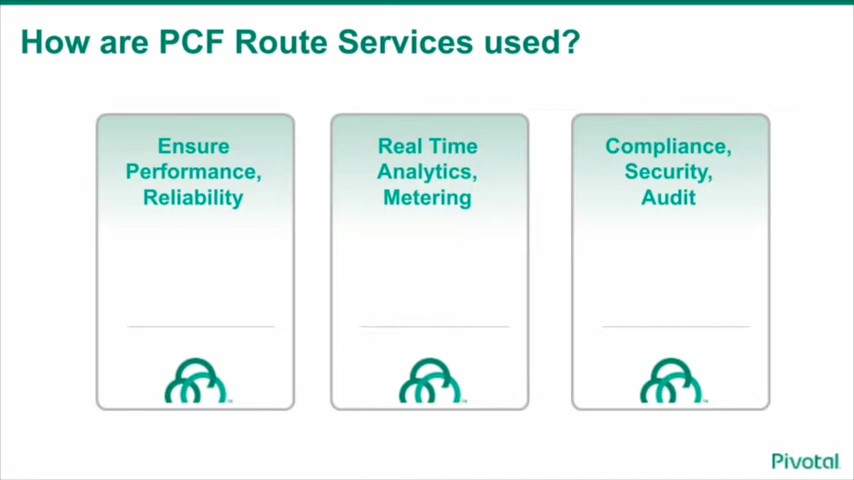 How are PCF Route Services used?
Ensure
Performance,
Reliability
Real Time
Analytics,
Metering
Compliance,
Security,
Audit
Pivotal